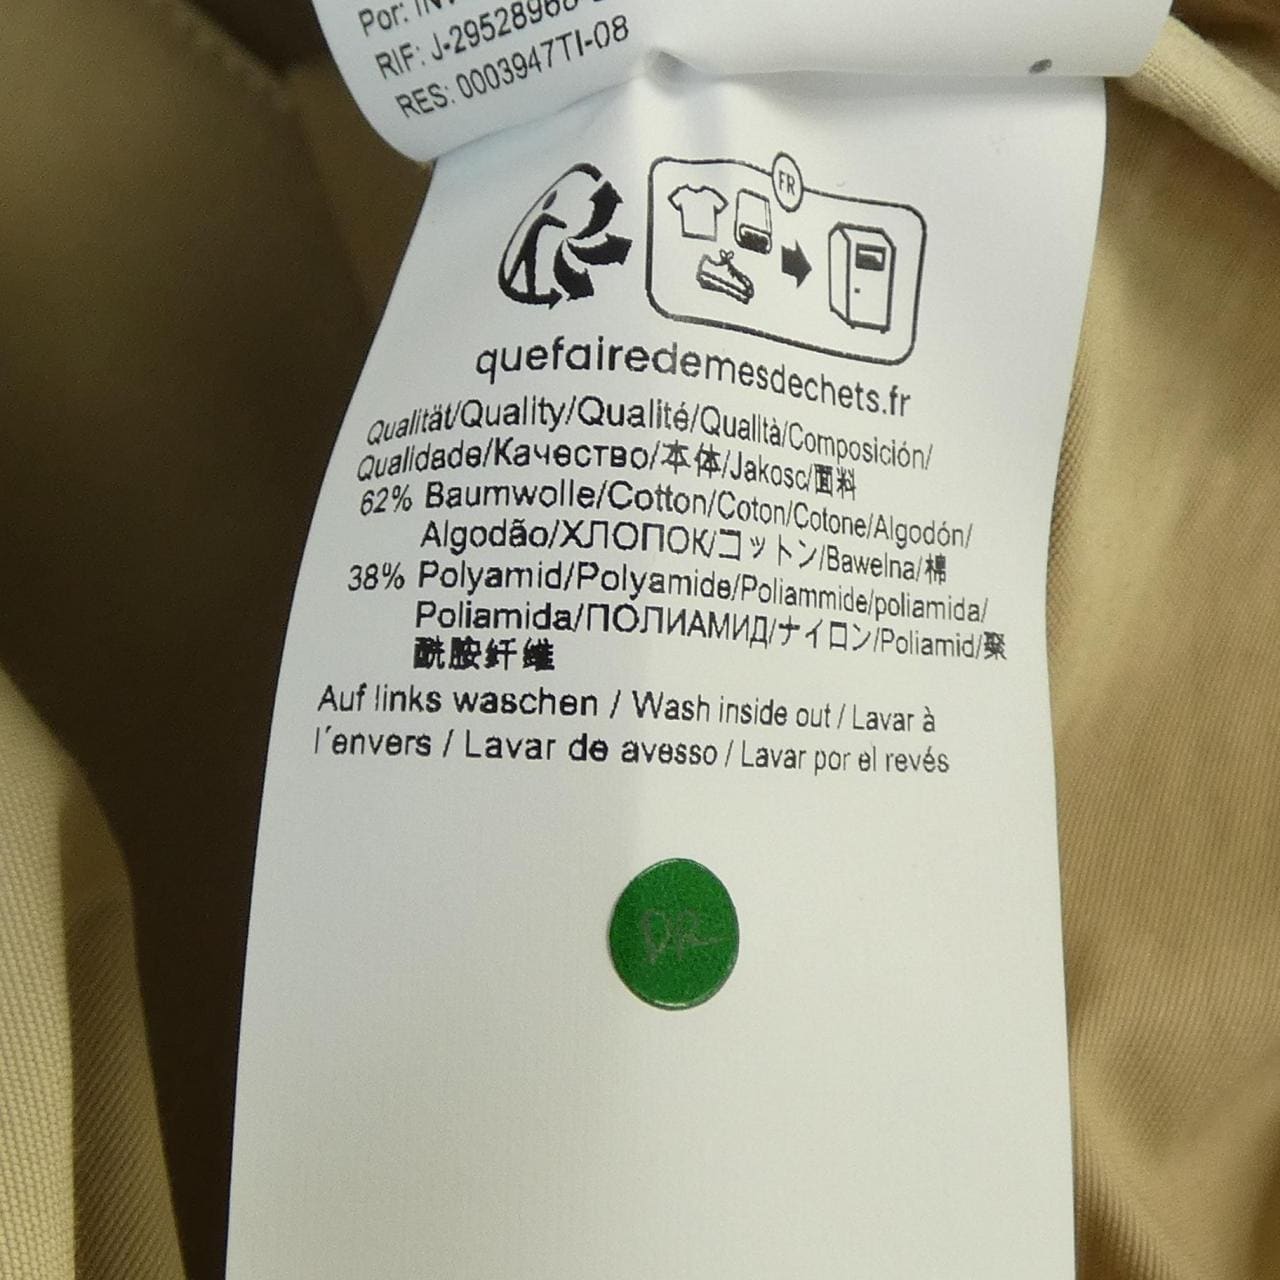 Por:
RIF: J-29528968-
RES: 0003947TI-08
FR
quefairedemesdechets.fr
Qualität/Quality/Qualité/Qualità/Composición/
Qualidade/Качество/本体/Jakosc/面料
62% Baumwolle/Cotton/Coton/Cotone/Algodón/
Algodão/ХЛОПОК/コットン/Bawelna/棉
38% Polyamid/Polyamide/Poliammide/poliamida/
Poliamida/ПОЛИАМИД/ナイロン/Poliamid/聚
酰胺纤维
Auf links waschen / Wash inside out / Lavar à
l´envers / Lavar de avesso / Lavar por el revés